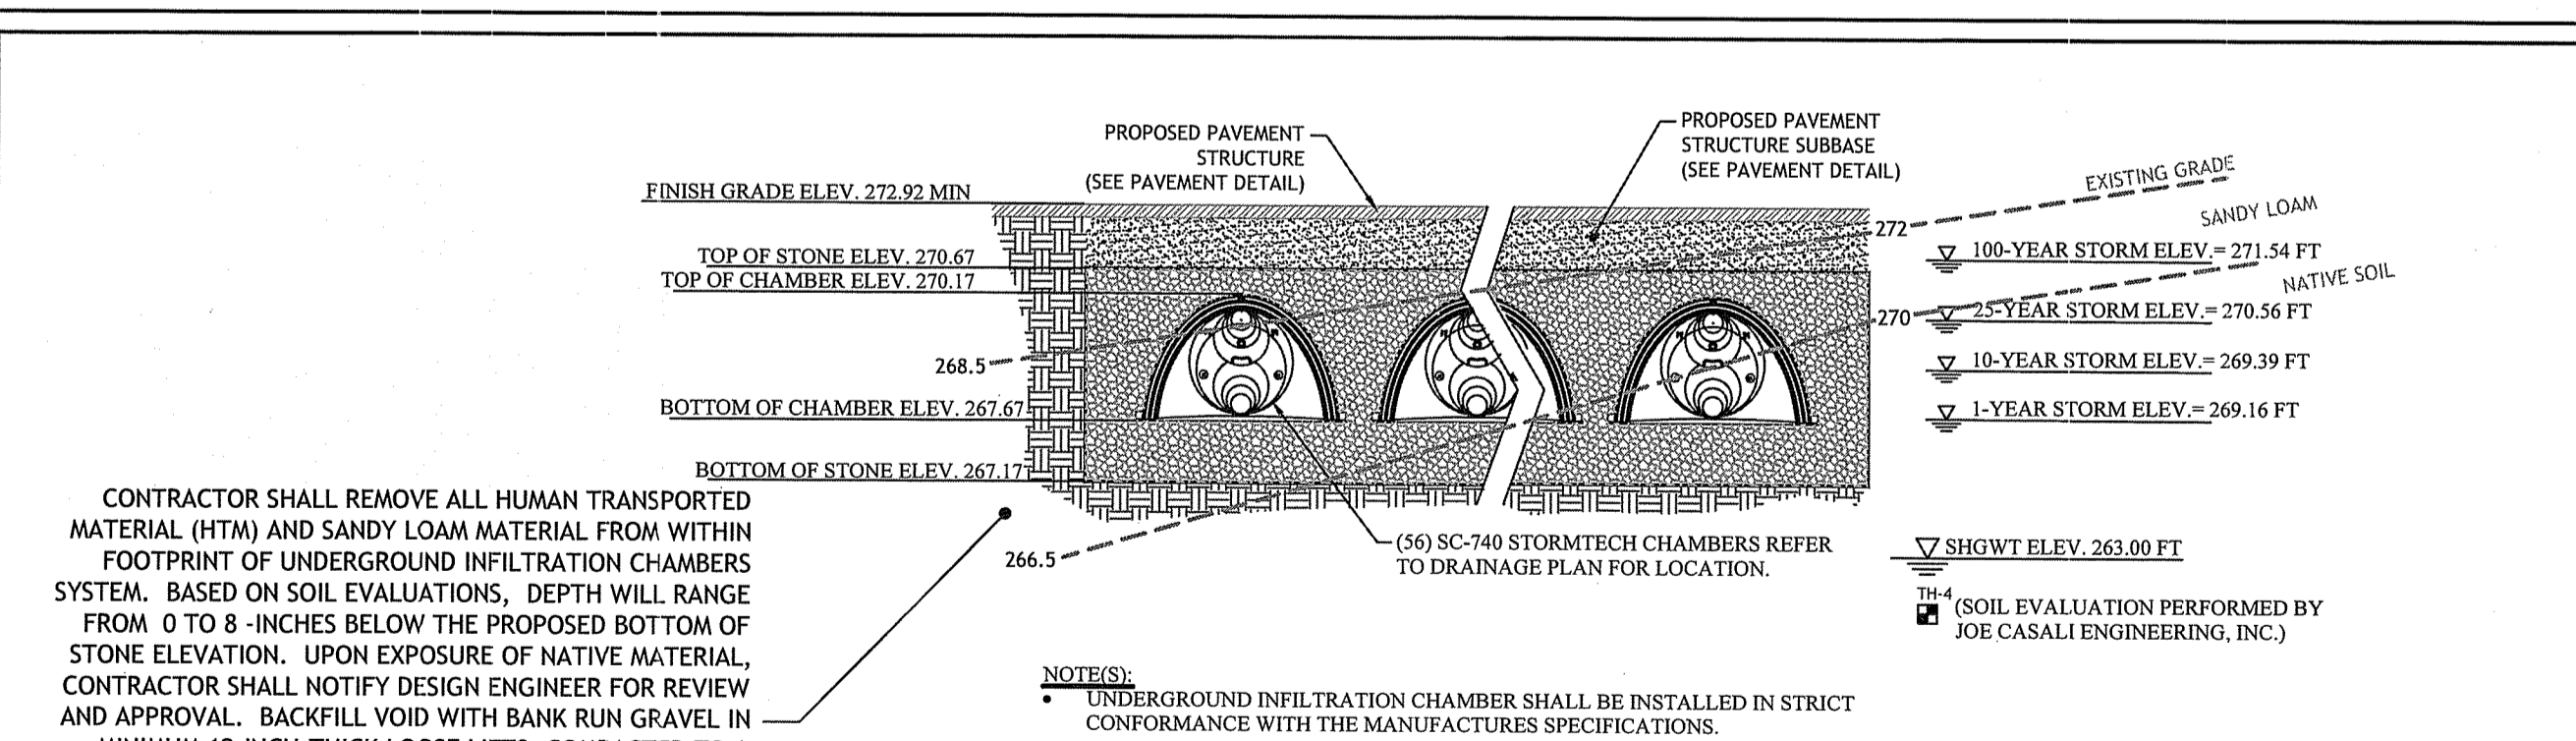 PROPOSED PAVEMENT
STRUCTURE
(SEE PAVEMENT DETAIL)
PROPOSED PAVEMENT
STRUCTURE SUBBASE
(SEE PAVEMENT DETAIL)
EXISTING GRADE
SANDY LOAM
NATIVE SOIL
FINISH GRADE ELEV. 272.92 MIN
TOP OF STONE ELEV. 270.67
TOP OF CHAMBER ELEV. 270.17
268.5
BOTTOM OF CHAMBER ELEV. 267.67
BOTTOM OF STONE ELEV. 267.17
266.5
272
270
100-YEAR STORM ELEV.= 271.54 FT
25-YEAR STORM ELEV.= 270.56 FT
10-YEAR STORM ELEV.= 269.39 FT
1-YEAR STORM ELEV.= 269.16 FT
SHGWT ELEV. 263.00 FT
TH-4
(SOIL EVALUATION PERFORMED BY
JOE CASALI ENGINEERING, INC.)
(56) SC-740 STORMTECH CHAMBERS REFER
TO DRAINAGE PLAN FOR LOCATION.
CONTRACTOR SHALL REMOVE ALL HUMAN TRANSPORTED
MATERIAL (HTM) AND SANDY LOAM MATERIAL FROM WITHIN
FOOTPRINT OF UNDERGROUND INFILTRATION CHAMBERS
SYSTEM. BASED ON SOIL EVALUATIONS, DEPTH WILL RANGE
FROM 0 TO 8 -INCHES BELOW THE PROPOSED BOTTOM OF
STONE ELEVATION. UPON EXPOSURE OF NATIVE MATERIAL,
CONTRACTOR SHALL NOTIFY DESIGN ENGINEER FOR REVIEW
AND APPROVAL. BACKFILL VOID WITH BANK RUN GRAVEL IN
NOTE(S):
• UNDERGROUND INFILTRATION CHAMBER SHALL BE INSTALLED IN STRICT
CONFORMANCE WITH THE MANUFACTURES SPECIFICATIONS.